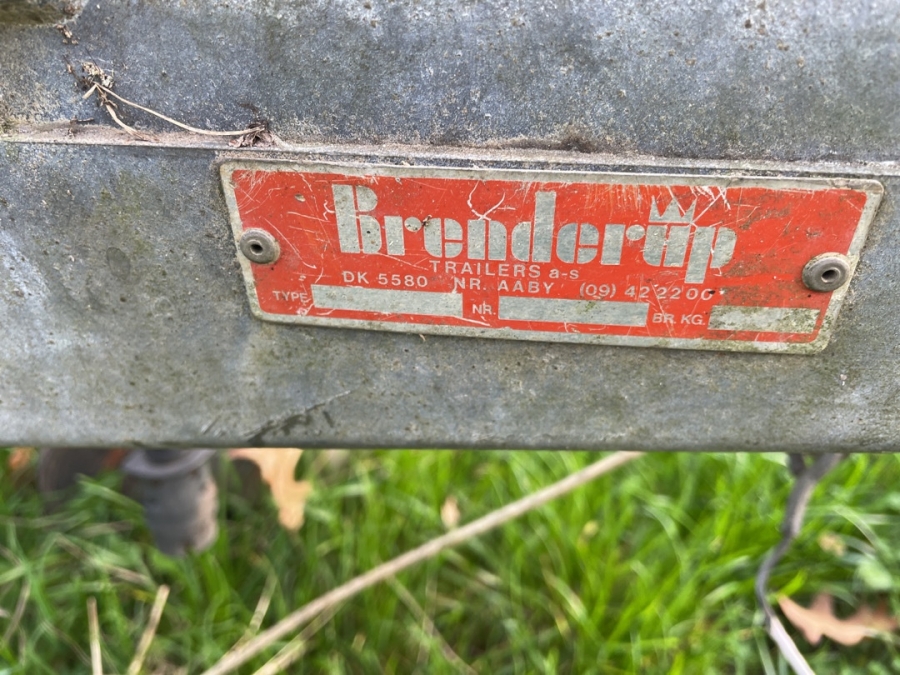 Brenderup
TRAILERS a-s
DK 5580 NR. AABY (09) 42 22 00
TYPE NR. BR. KG.